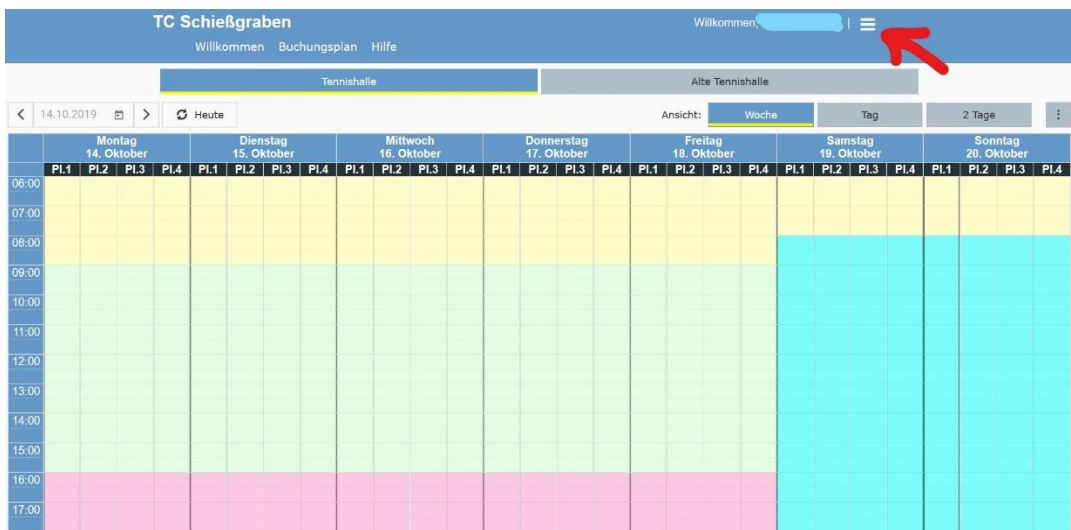 TC Schießgraben
Willkommen, |
Willkommen Buchungsplan Hilfe
Tennishalle Alte Tennishalle
14.10.2019 Heute Ansicht: Woche Tag 2 Tage
Montag Dienstag Mittwoch Donnerstag Freitag Samstag Sonntag
14. Oktober 15. Oktober 16. Oktober 17. Oktober 18. Oktober 19. Oktober 20. Oktober
Pl.1 Pl.2 Pl.3 Pl.4 Pl.1 Pl.2 Pl.3 Pl.4 Pl.1 Pl.2 Pl.3 Pl.4 Pl.1 Pl.2 Pl.3 Pl.4 Pl.1 Pl.2 Pl.3 Pl.4 Pl.1 Pl.2 Pl.3 Pl.4 Pl.1 Pl.2 Pl.3 Pl.4
06:00
07:00
08:00
09:00
10:00
11:00
12:00
13:00
14:00
15:00
16:00
17:00